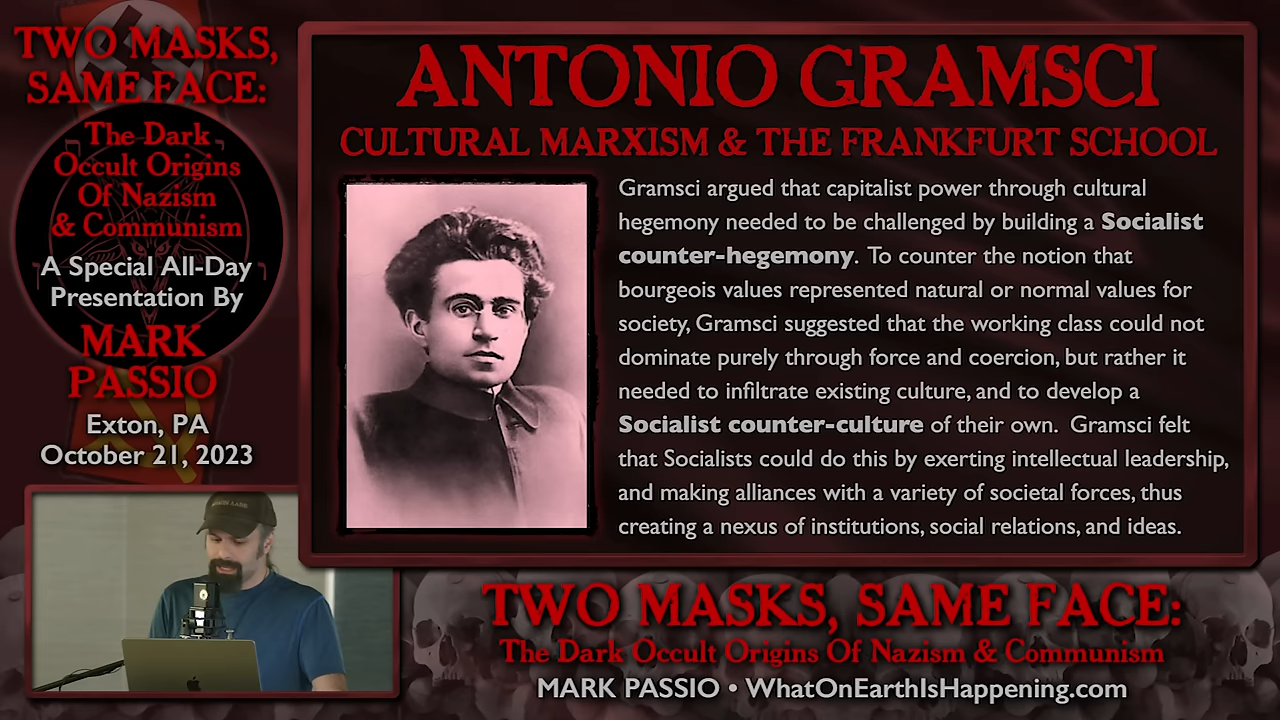 TWO MASKS,
SAME FACE:
The Dark
Occult Origins
Of Nazism
& Communism
A Special All-Day
Presentation By
MARK
PASSIO
Exton, PA
October 21, 2023
ANTONIO GRAMSCI
CULTURAL MARXISM & THE FRANKFURT SCHOOL
Gramsci argued that capitalist power through cultural
hegemony needed to be challenged by building a Socialist
counter-hegemony. To counter the notion that
bourgeois values represented natural or normal values for
society, Gramsci suggested that the working class could not
dominate purely through force and coercion, but rather it
needed to infiltrate existing culture, and to develop a
Socialist counter-culture of their own. Gramsci felt
that Socialists could do this by exerting intellectual leadership,
and making alliances with a variety of societal forces, thus
creating a nexus of institutions, social relations, and ideas.
TWO MASKS, SAME FACE:
The Dark Occult Origins Of Nazism & Communism
MARK PASSIO • WhatOnEarthIsHappening.com